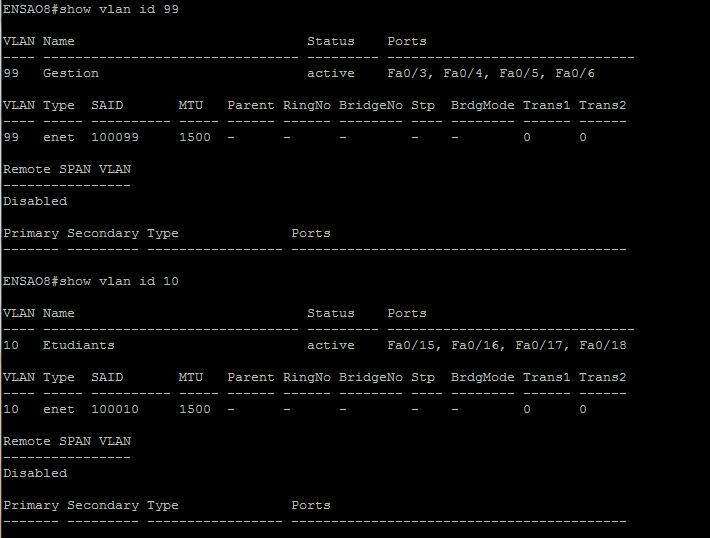 ENSAO8#show vlan id 99
VLAN Name                             Status    Ports
---- -------------------------------- --------- -------------------------------
99   Gestion                          active    Fa0/3, Fa0/4, Fa0/5, Fa0/6
VLAN Type  SAID       MTU   Parent RingNo BridgeNo Stp  BrdgMode Trans1 Trans2
---- ----- ---------- ----- ------ ------ -------- ---- -------- ------ ------
99   enet  100099     1500  -      -      -        -    -        0      0
Remote SPAN VLAN
----------------
Disabled
Primary Secondary Type              Ports
------- --------- ----------------- ------------------------------------------
ENSAO8#show vlan id 10
VLAN Name                             Status    Ports
---- -------------------------------- --------- -------------------------------
10   Etudiants                        active    Fa0/15, Fa0/16, Fa0/17, Fa0/18
VLAN Type  SAID       MTU   Parent RingNo BridgeNo Stp  BrdgMode Trans1 Trans2
---- ----- ---------- ----- ------ ------ -------- ---- -------- ------ ------
10   enet  100010     1500  -      -      -        -    -        0      0
Remote SPAN VLAN
----------------
Disabled
Primary Secondary Type              Ports
------- --------- ----------------- ------------------------------------------